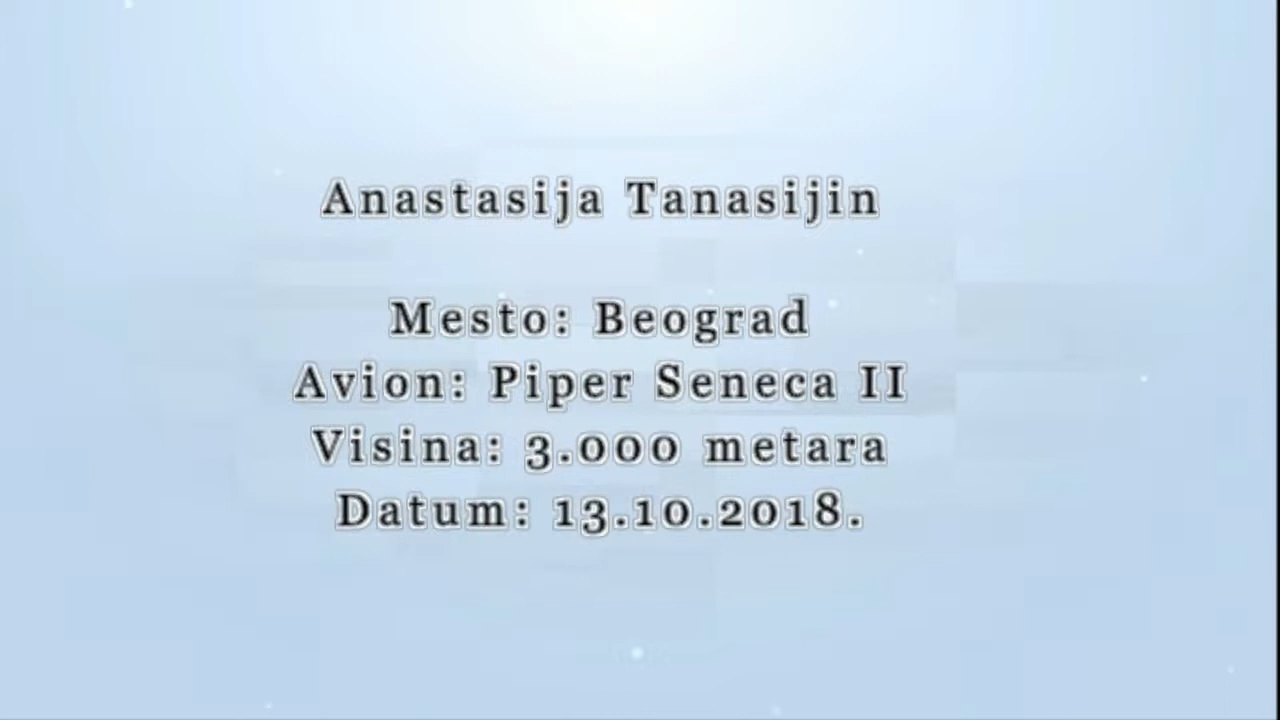 Anastasija Tanasijin
Mesto: Beograd
Avion: Piper Seneca II
Visina: 3.000 metara
Datum: 13.10.2018.